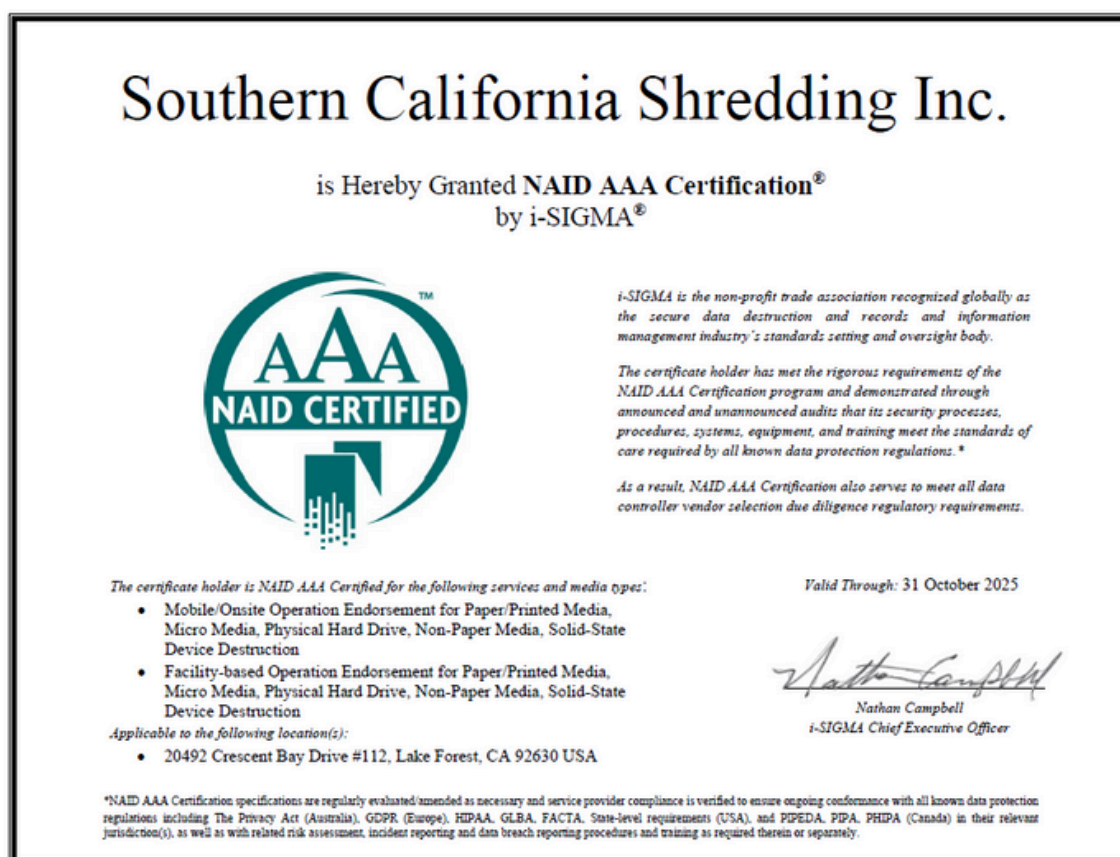 Southern California Shredding Inc.
is Hereby Granted NAID AAA Certification®
by i-SIGMA®
AAA
™
NAID CERTIFIED
i-SIGMA is the non-profit trade association recognized globally as
the secure data destruction and records and information
management industry's standards setting and oversight body.
The certificate holder has met the rigorous requirements of the
NAID AAA Certification program and demonstrated through
announced and unannounced audits that its security processes,
procedures, systems, equipment, and training meet the standards of
care required by all known data protection regulations.*
As a result, NAID AAA Certification also serves to meet all data
controller vendor selection due diligence regulatory requirements.
The certificate holder is NAID AAA Certified for the following services and media types:
• Mobile/Onsite Operation Endorsement for Paper/Printed Media,
Micro Media, Physical Hard Drive, Non-Paper Media, Solid-State
Device Destruction
• Facility-based Operation Endorsement for Paper/Printed Media,
Micro Media, Physical Hard Drive, Non-Paper Media, Solid-State
Device Destruction
Applicable to the following location(s):
• 20492 Crescent Bay Drive #112, Lake Forest, CA 92630 USA
Valid Through: 31 October 2025
Nathan Campbell
Nathan Campbell
i-SIGMA Chief Executive Officer
*NAID AAA Certification specifications are regularly evaluated/amended as necessary and service provider compliance is verified to ensure ongoing conformance with all known data protection
regulations including The Privacy Act (Australia), GDPR (Europe), HIPAA, GLBA, FACTA, State-level requirements (USA), and PIPEDA, PIPA, PHIPA (Canada) in their relevant
jurisdiction(s), as well as with related risk assessment, incident reporting and data breach reporting procedures and training as required therein or separately.